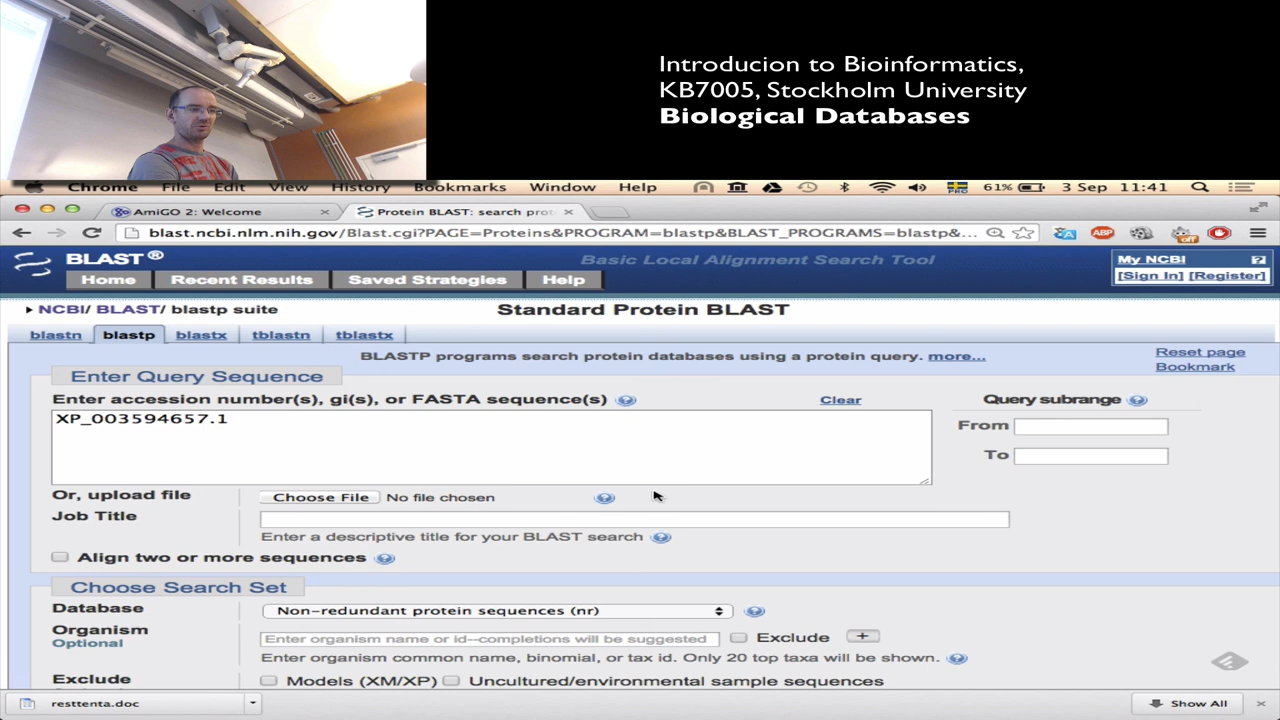 Introducion to Bioinformatics,
KB7005, Stockholm University
Biological Databases
Chrome File Edit View History Bookmarks Window Help 61% 3 Sep 11:41
AmiGO 2: Welcome × Protein BLAST: search prot ×
blast.ncbi.nlm.nih.gov/Blast.cgi?PAGE=Proteins&PROGRAM=blastp&BLAST_PROGRAMS=blastp&... ABP off
BLAST® Basic Local Alignment Search Tool My NCBI ?
Home Recent Results Saved Strategies Help [Sign In] [Register]
NCBI/ BLAST/ blastp suite Standard Protein BLAST
blastn blastp blastx tblastn tblastx
BLASTP programs search protein databases using a protein query. more... Reset page
Bookmark
Enter Query Sequence
Enter accession number(s), gi(s), or FASTA sequence(s) Clear Query subrange
XP_003594657.1
From
To
Or, upload file Choose File No file chosen
Job Title
Enter a descriptive title for your BLAST search
Align two or more sequences
Choose Search Set
Database Non-redundant protein sequences (nr)
Organism
Optional Enter organism name or id--completions will be suggested Exclude +
Enter organism common name, binomial, or tax id. Only 20 top taxa will be shown.
Exclude Models (XM/XP) Uncultured/environmental sample sequences
resttenta.doc Show All ×